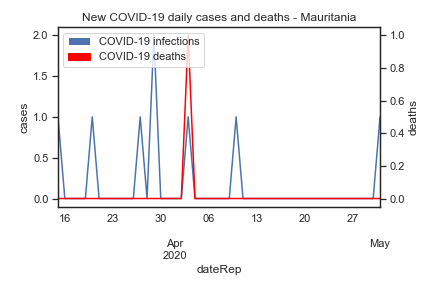 New COVID-19 daily cases and deaths - Mauritania
COVID-19 infections
COVID-19 deaths
2.0
1.5
1.0
0.5
0.0
cases
1.0
0.8
0.6
0.4
0.2
0.0
deaths
16 23 30 06 13 20 27
Apr May
2020
dateRep